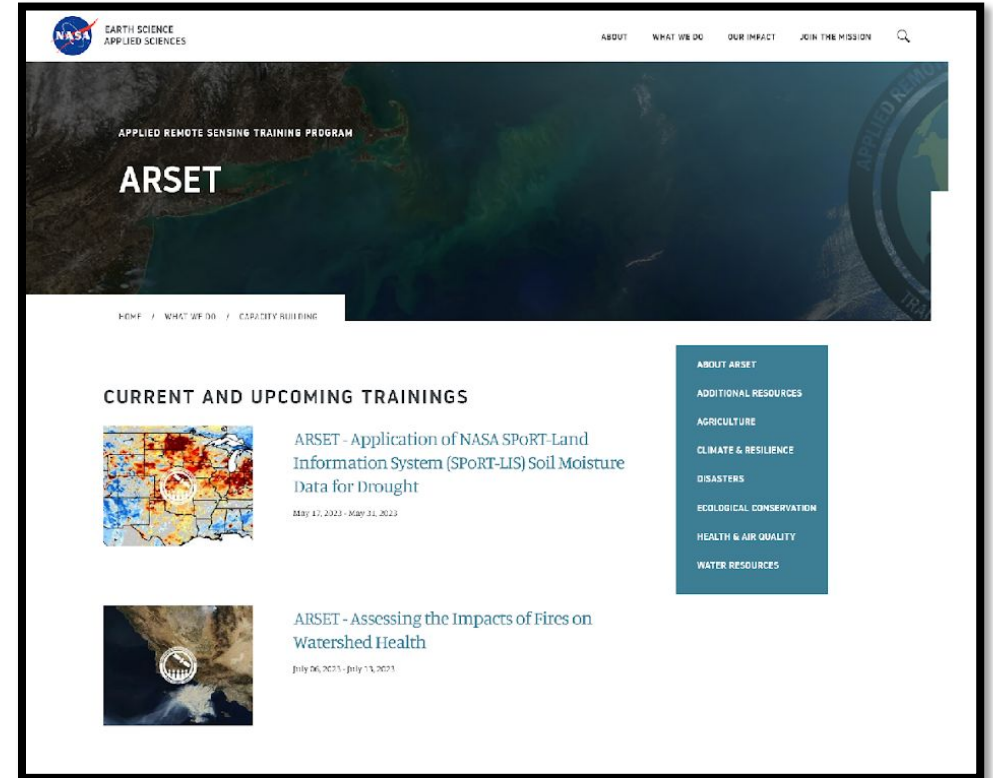 NASA
EARTH SCIENCE
APPLIED SCIENCES
ABOUT WHAT WE DO OUR IMPACT JOIN THE MISSION
APPLIED REMOTE SENSING TRAINING PROGRAM
ARSET
APPLIED REMOTE
TRAI
HOME / WHAT WE DO / CAPACITY BUILDING
CURRENT AND UPCOMING TRAININGS
ARSET - Application of NASA SPoRT-Land
Information System (SPoRT-LIS) Soil Moisture
Data for Drought
May 17, 2023 - May 31, 2023
ARSET - Assessing the Impacts of Fires on
Watershed Health
July 06, 2023 - July 13, 2023
ABOUT ARSET
ADDITIONAL RESOURCES
AGRICULTURE
CLIMATE & RESILIENCE
DISASTERS
ECOLOGICAL CONSERVATION
HEALTH & AIR QUALITY
WATER RESOURCES